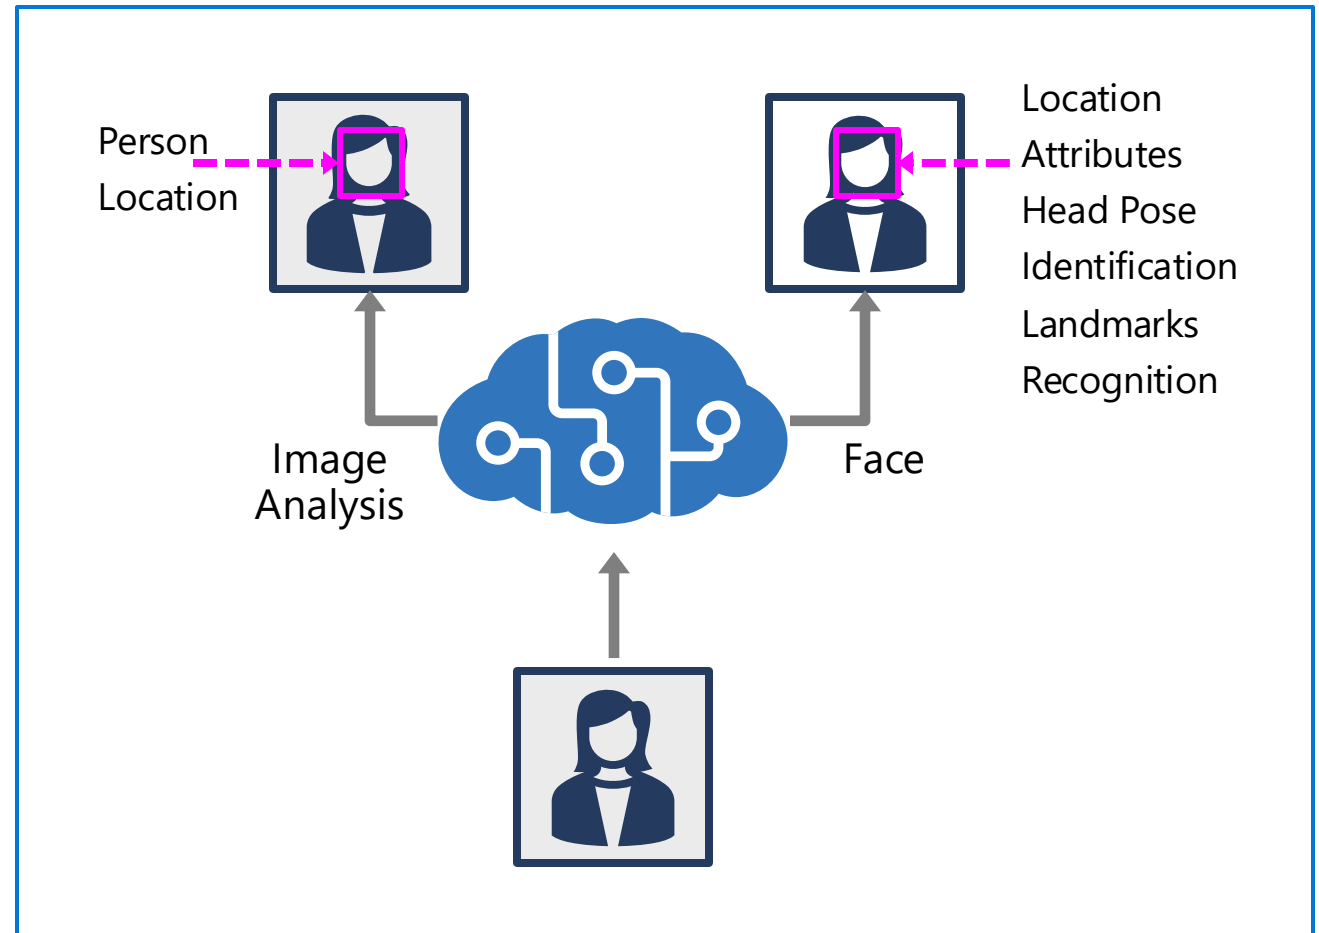 Person
Location
Location
Attributes
Head Pose
Identification
Landmarks
Recognition
Image
Analysis
Face